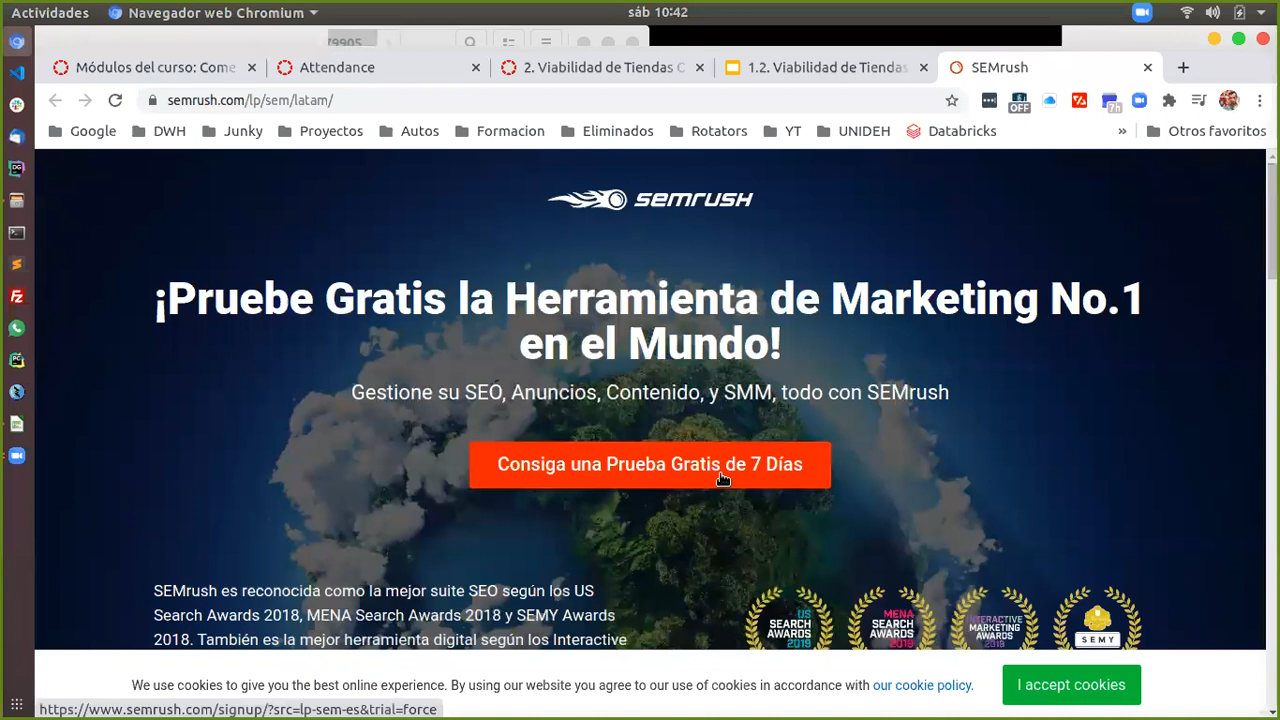 Actividades
Navegador web Chromium
sáb 10:42
79905
Módulos del curso: Come
Attendance
2. Viabilidad de Tiendas C
1.2. Viabilidad de Tiendas
SEMrush
semrush.com/lp/sem/latam/
OFF
7h
Google
DWH
Junky
Proyectos
Autos
Formacion
Eliminados
Rotators
YT
UNIDEH
Databricks
»
Otros favoritos
SEMRUSH
¡Pruebe Gratis la Herramienta de Marketing No.1
en el Mundo!
Gestione su SEO, Anuncios, Contenido, y SMM, todo con SEMrush
Consiga una Prueba Gratis de 7 Días
SEMrush es reconocida como la mejor suite SEO según los US
Search Awards 2018, MENA Search Awards 2018 y SEMY Awards
2018. También es la mejor herramienta digital según los Interactive
US
SEARCH
AWARDS
2018
MENA
SEARCH
AWARDS
2018
INTERACTIVE
MARKETING
AWARDS
2018
SEMY
We use cookies to give you the best online experience. By using our website you agree to our use of cookies in accordance with our cookie policy.
I accept cookies
https://www.semrush.com/signup/?src=lp-sem-es&trial=force